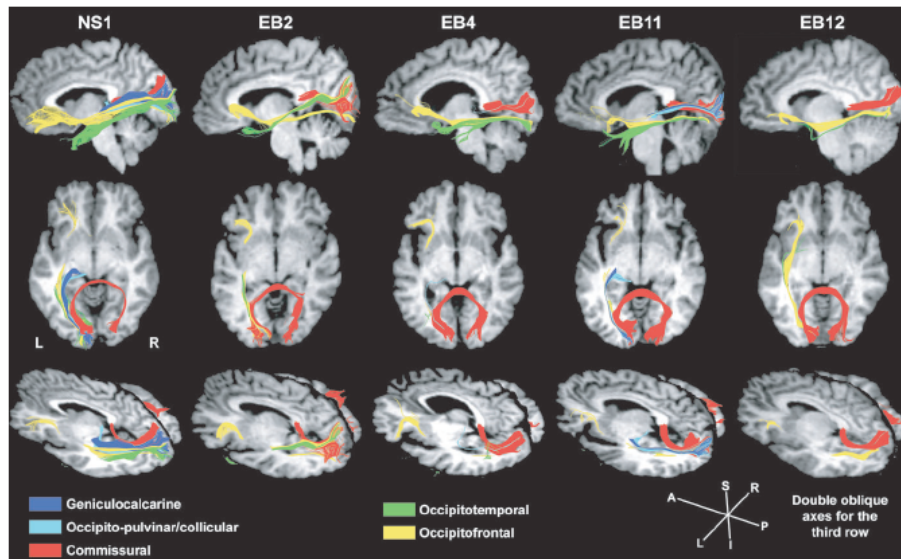 NS1 EB2 EB4 EB11 EB12
L R
Geniculocalcarine
Occipito-pulvinar/collicular
Commissural
Occipitotemporal
Occipitofrontal
S R
A
P
L I
Double oblique
axes for the
third row